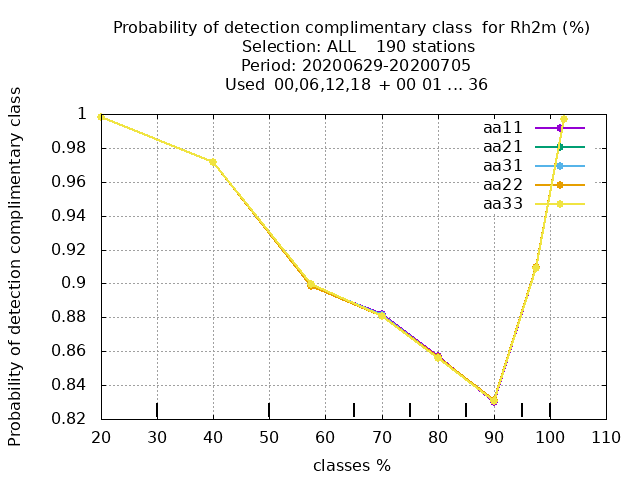 Probability of detection complimentary class  for Rh2m (%)
Selection: ALL    190 stations
Period: 20200629-20200705
Used  00,06,12,18  + 00 01 ... 36
Probability of detection complimentary class
1
0.98
0.96
0.94
0.92
0.9
0.88
0.86
0.84
0.82
aa11
aa21
aa31
aa22
aa33
20 30 40 50 60 70 80 90 100 110
classes %